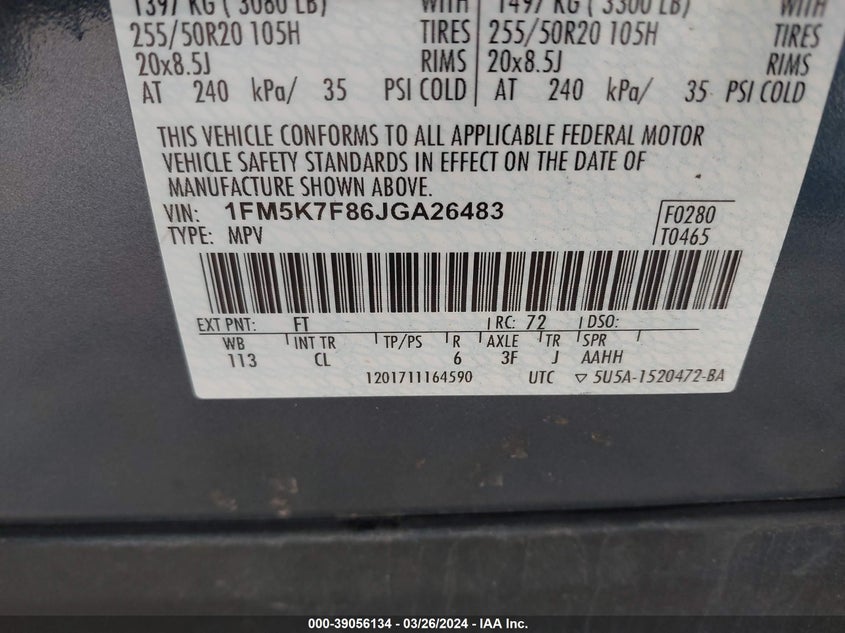 1397 KG ( 3080 LB) WITH 1497 KG ( 3300 LB) WITH
255/50R20 105H TIRES 255/50R20 105H TIRES
20x8.5J RIMS 20x8.5J RIMS
AT 240 kPa/ 35 PSI COLD AT 240 kPa/ 35 PSI COLD
THIS VEHICLE CONFORMS TO ALL APPLICABLE FEDERAL MOTOR
VEHICLE SAFETY STANDARDS IN EFFECT ON THE DATE OF
MANUFACTURE SHOWN ABOVE.
VIN: 1FM5K7F86JGA26483 F0280
TYPE: MPV T0465
EXT PNT: FT RC: 72 DSO:
WB INT TR TP/PS R AXLE TR SPR
113 CL 6 3F J AAHH
1201711164590 UTC ▽ 5U5A-1520472-BA
000-39056134 - 03/26/2024 - IAA Inc.